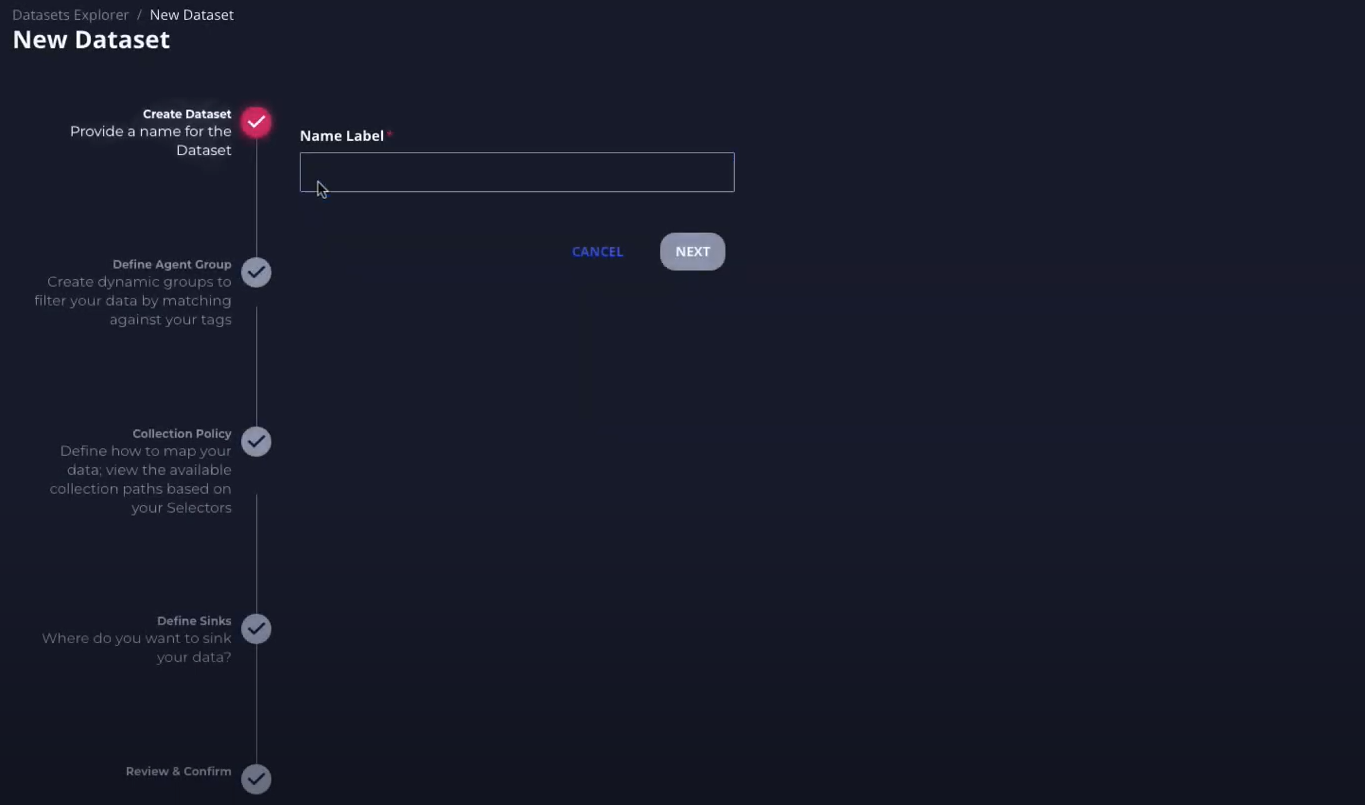 Datasets Explorer / New Dataset
New Dataset
Create Dataset
Provide a name for the
Dataset
Name Label*
CANCEL
NEXT
Define Agent Group
Create dynamic groups to
filter your data by matching
against your tags
Collection Policy
Define how to map your
data; view the available
collection paths based on
your Selectors
Define Sinks
Where do you want to sink
your data?
Review & Confirm